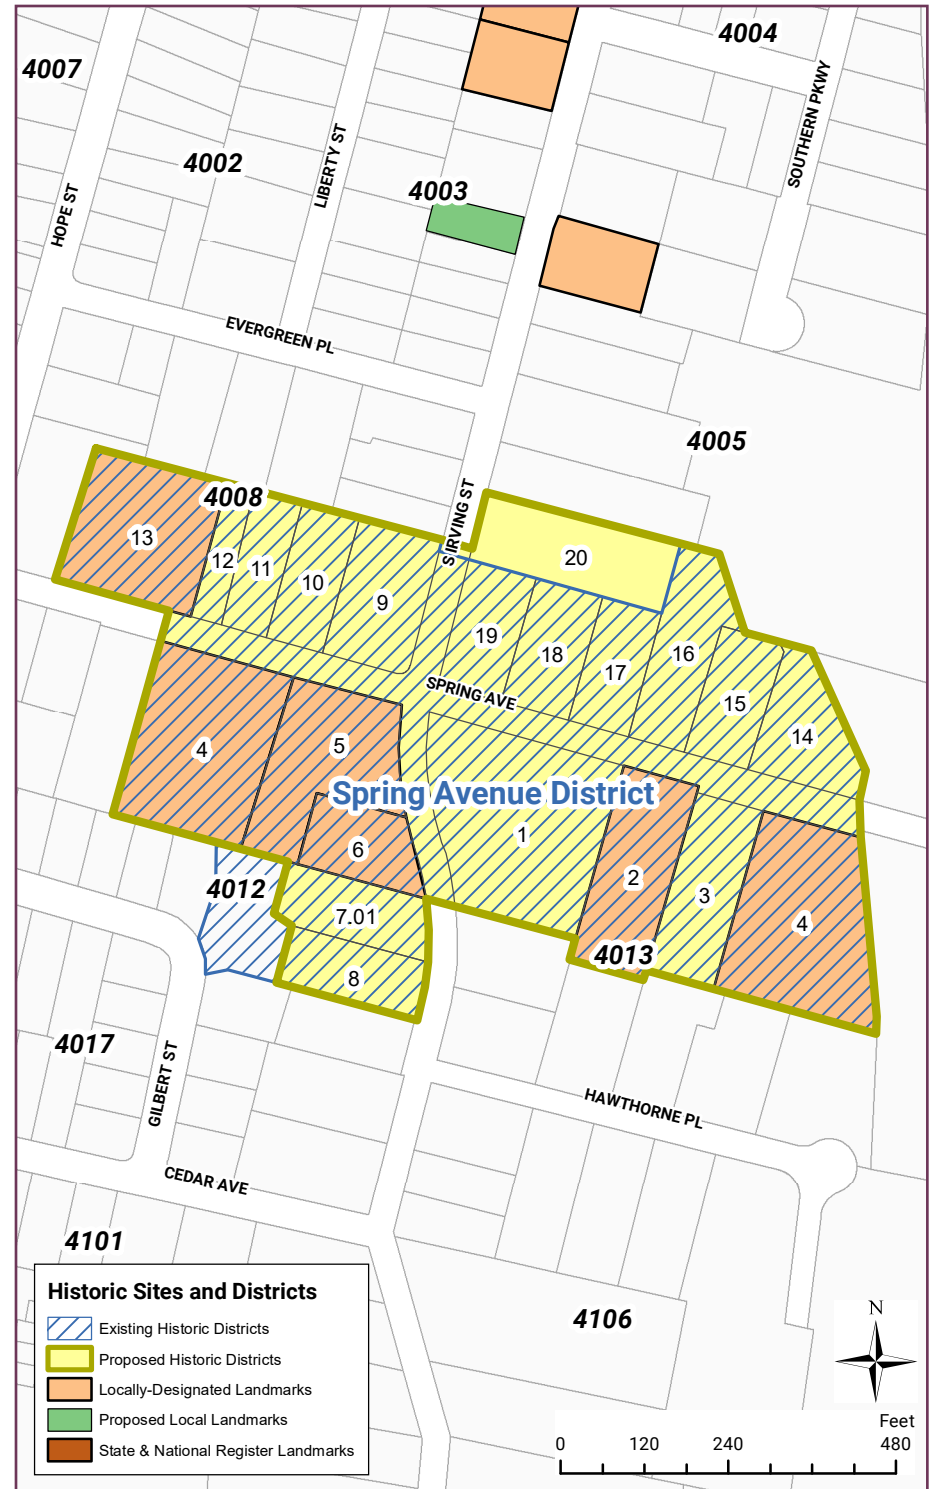 4004
4007
SOUTHERN PKWY
LIBERTY ST
4002
4003
HOPE ST
EVERGREEN PL
4005
4008
S IRVING ST
13
12
11
10
9
20
19
18
17
16
15
14
SPRING AVE
4
5
Spring Avenue District
1
6
2
3
4
4012
7.01
8
4013
4017
GILBERT ST
HAWTHORNE PL
CEDAR AVE
4101
4106
Historic Sites and Districts
Existing Historic Districts
Proposed Historic Districts
Locally-Designated Landmarks
Proposed Local Landmarks
State & National Register Landmarks
N
Feet
0 120 240 480